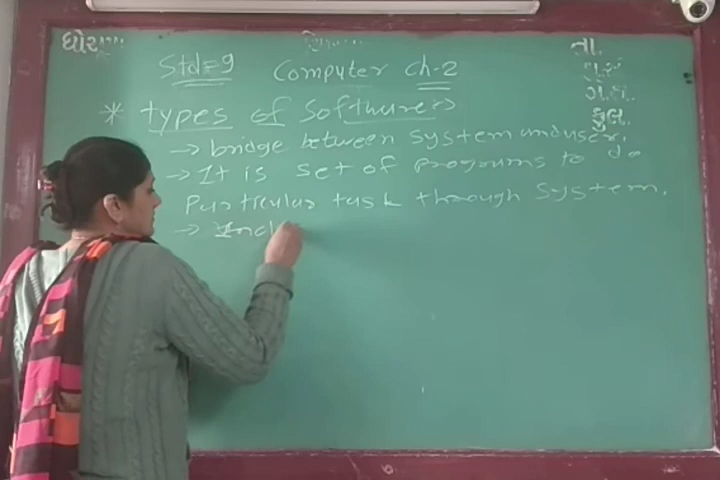 ધોરણ
Std=9 Computer ch-2
તા.
* types of Software:>
કુલ.
→ bridge between system and user.
→ It is set of programs to do
Particular task through system.
→ Incl